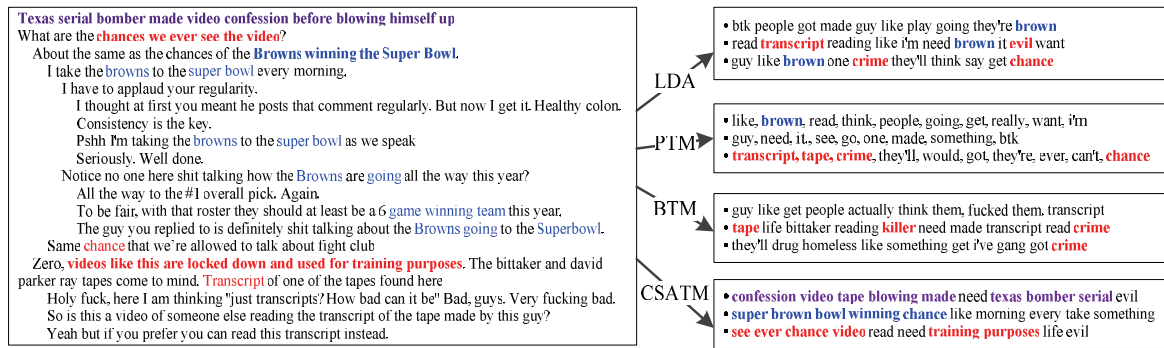 Texas serial bomber made video confession before blowing himself up
What are the chances we ever see the video?
About the same as the chances of the Browns winning the Super Bowl.
I take the browns to the super bowl every morning.
I have to applaud your regularity.
I thought at first you meant he posts that comment regularly. But now I get it. Healthy colon.
Consistency is the key.
Pshh I'm taking the browns to the super bowl as we speak
Seriously. Well done.
Notice no one here shit talking how the Browns are going all the way this year?
All the way to the #1 overall pick. Again.
To be fair, with that roster they should at least be a 6 game winning team this year.
The guy you replied to is definitely shit talking about the Browns going to the Superbowl.
Same chance that we're allowed to talk about fight club
Zero, videos like this are locked down and used for training purposes. The bittaker and david
parker ray tapes come to mind. Transcript of one of the tapes found here
Holy fuck, here I am thinking "just transcripts? How bad can it be" Bad, guys. Very fucking bad.
So is this a video of someone else reading the transcript of the tape made by this guy?
Yeah but if you prefer you can read this transcript instead.
LDA
• btk people got made guy like play going they're brown
• read transcript reading like i'm need brown it evil want
• guy like brown one crime they'll think say get chance
PTM
• like, brown, read, think, people, going, get, really, want, i'm
• guy, need, it., see, go, one, made, something, btk
• transcript, tape, crime, they'll, would, got, they're, ever, can't, chance
BTM
• guy like get people actually think them, fucked them. transcript
• tape life bittaker reading killer need made transcript read crime
• they'll drug homeless like something get i've gang got crime
CSATM
• confession video tape blowing made need texas bomber serial evil
• super brown bowl winning chance like morning every take something
• see ever chance video read need training purposes life evil